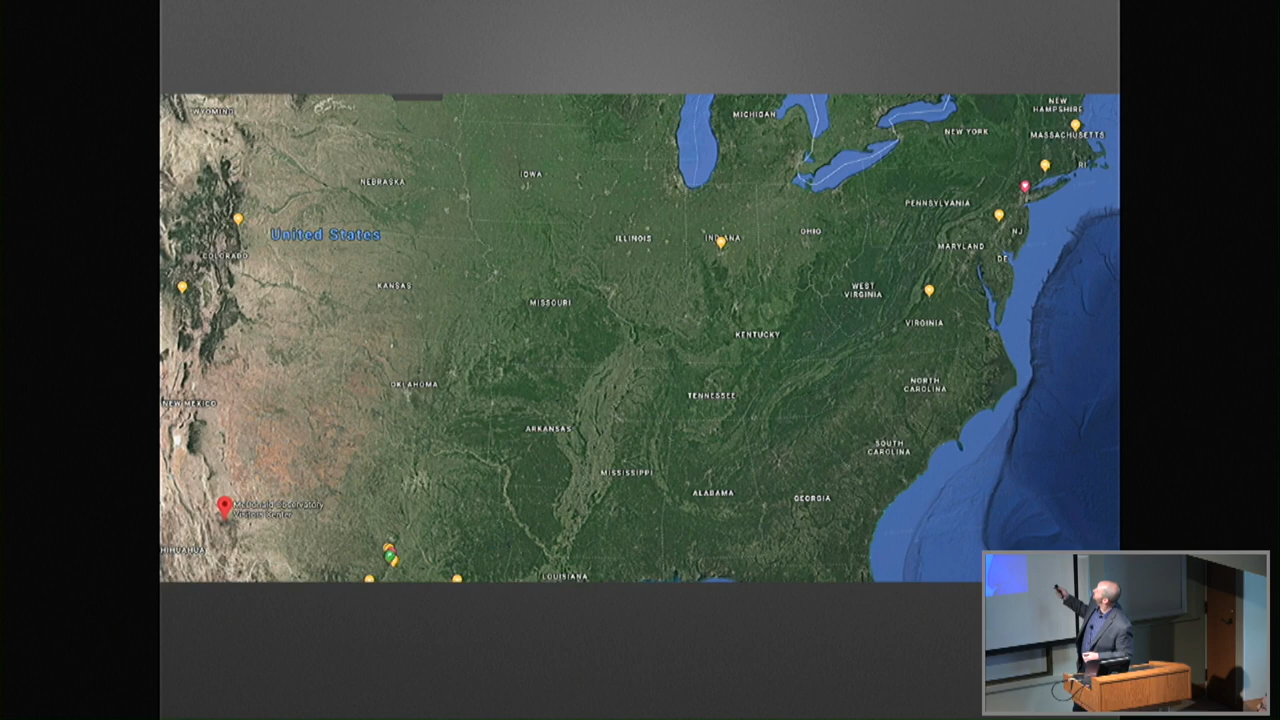 NEW
HAMPSHIRE
WYOMING
MICHIGAN
NEW YORK
MASSACHUSETTS
RI
NEBRASKA
IOWA
PENNSYLVANIA
United States
ILLINOIS
INDIANA
OHIO
NJ
MARYLAND
COLORADO
DE
KANSAS
WEST
VIRGINIA
MISSOURI
VIRGINIA
KENTUCKY
OKLAHOMA
NORTH
CAROLINA
NEW MEXICO
TENNESSEE
ARKANSAS
SOUTH
CAROLINA
MISSISSIPPI
ALABAMA
GEORGIA
McDonald Observatory
Visitors Center
HIHUAHUA
LOUISIANA